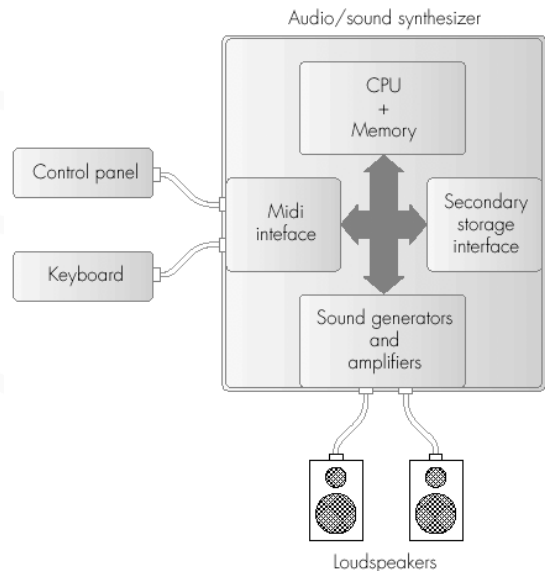 Audio/sound synthesizer
CPU
+
Memory
Control panel
Midi
inteface
Secondary
storage
interface
Keyboard
Sound generators
and
amplifiers
Loudspeakers